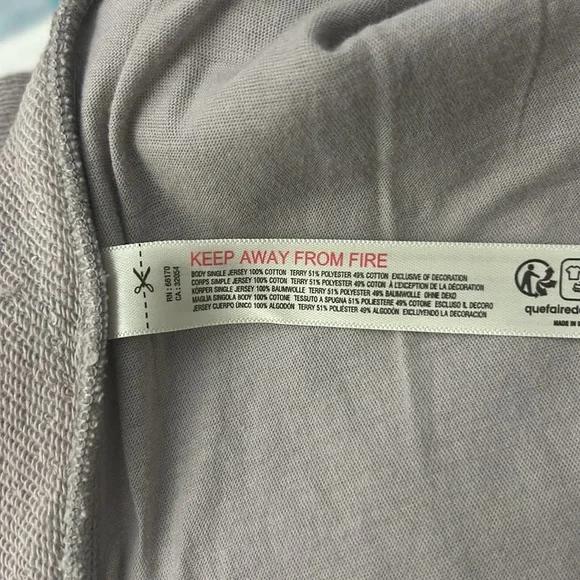 RN : 66170
CA : 32054
KEEP AWAY FROM FIRE
BODY SINGLE JERSEY 100% COTTON TERRY 51% POLYESTER 49% COTTON EXCLUSIVE OF DECORATION
CORPS SIMPLE JERSEY 100% COTON TERRY 51% POLYESTER 49% COTON À L'EXCEPTION DE LA DÉCORATION
KÖRPER SINGLE JERSEY 100% BAUMWOLLE TERRY 51% POLYESTER 49% BAUMWOLLE OHNE DEKO
MAGLIA SINGOLA BODY 100% COTONE TESSUTO A SPUGNA 51% POLIESTERE 49% COTONE ESCLUSO IL DECORO
JERSEY CUERPO ÚNICO 100% ALGODÓN TERRY 51% POLIÉSTER 49% ALGODÓN EXCLUYENDO LA DECORACIÓN
quefairede
MADE IN